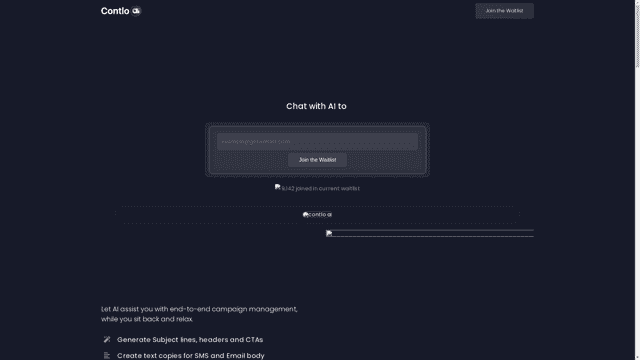 Contlo
Join the Waitlist
Chat with AI to
Join the Waitlist
joined in current waitlist
contlo ai
Let AI assist you with end-to-end campaign management,
while you sit back and relax.
Generate Subject lines, headers and CTAs
Create text copies for SMS and Email body